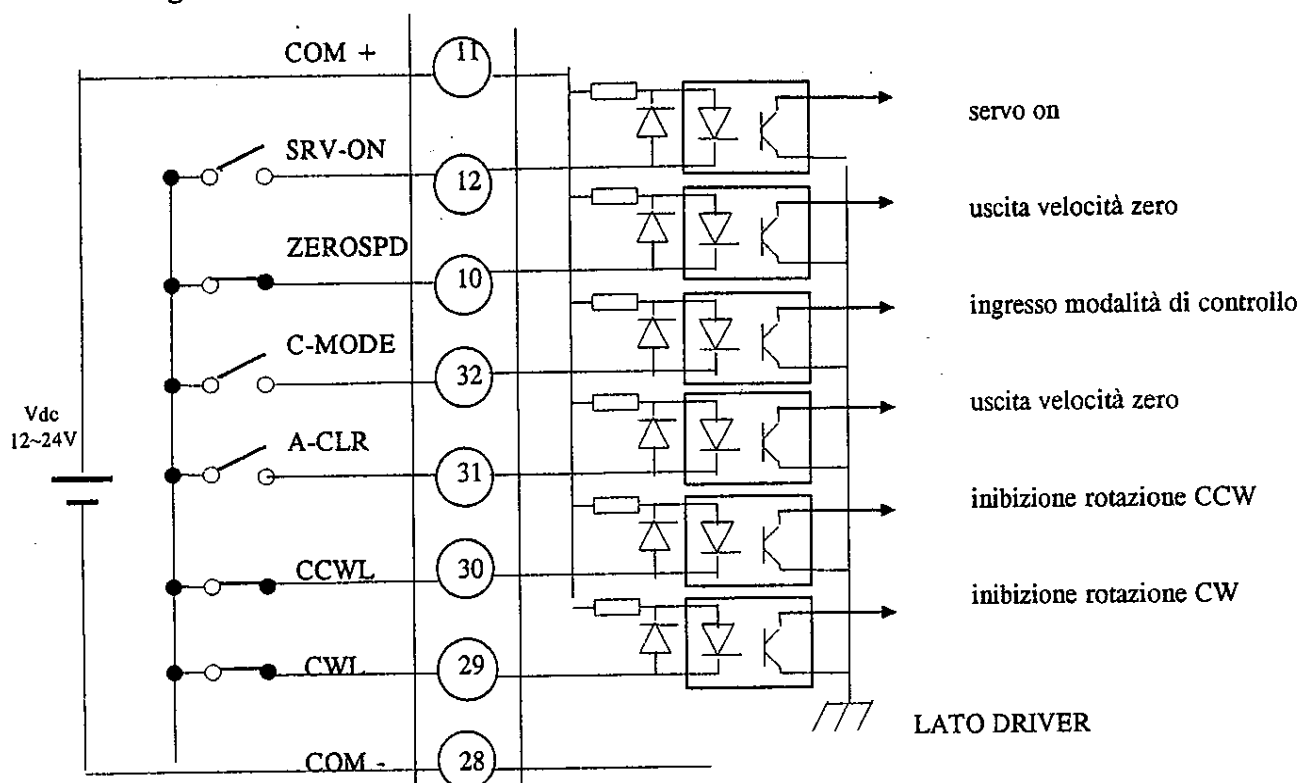 COM +
11
servo on
SRV-ON
12
uscita velocità zero
ZEROSPD
10
ingresso modalità di controllo
C-MODE
32
uscita velocità zero
Vdc
12~24V
A-CLR
31
inibizione rotazione CCW
CCWL
30
inibizione rotazione CW
CWL
29
LATO DRIVER
COM -
28